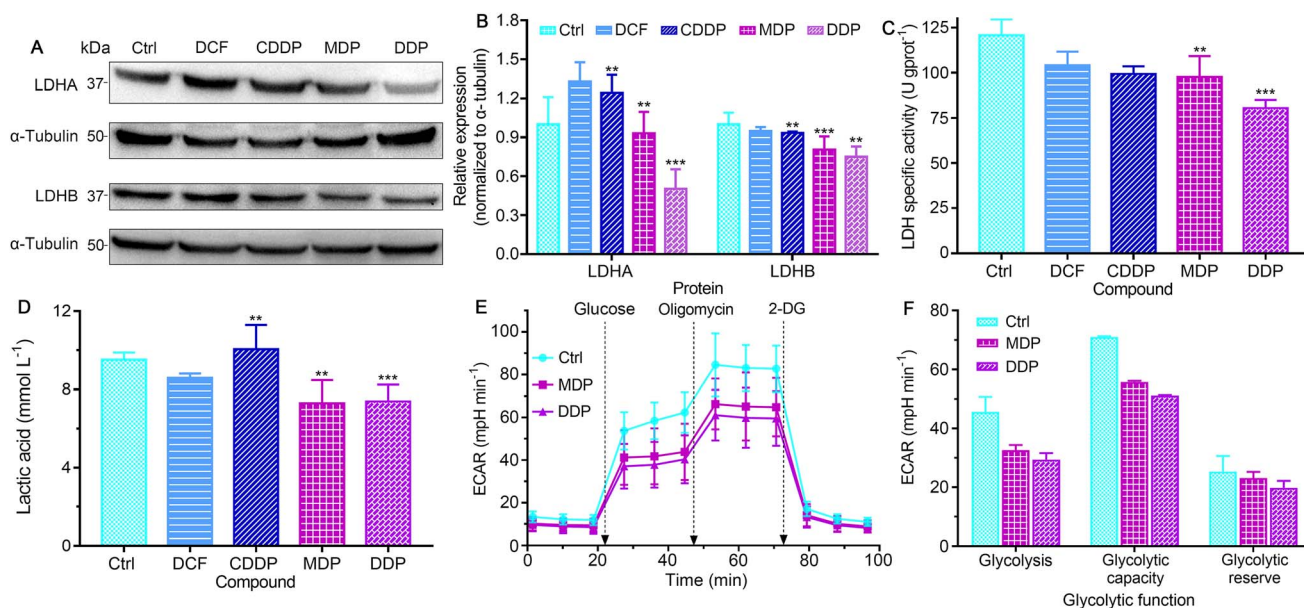 A
kDa
Ctrl DCF CDDP MDP DDP
LDHA 37-
α-Tubulin 50-
LDHB 37-
α-Tubulin 50-
B
Ctrl DCF CDDP MDP DDP
Relative expression
(normalized to α- tubulin)
1.8
1.5
1.2
0.9
0.6
0.3
0.0
** ** *** ** *** **
LDHA LDHB
Protein
C
LDH specific activity (U gprot⁻¹)
125
100
75
50
25
0
** ***
Ctrl DCF CDDP MDP DDP
Compound
D
Lactic acid (mmol L⁻¹)
12
9
6
3
0
** ** ***
Ctrl DCF CDDP MDP DDP
Compound
E
Glucose Oligomycin 2-DG
Ctrl
MDP
DDP
ECAR (mpH min⁻¹)
100
80
60
40
20
0
0 20 40 60 80 100
Time (min)
F
Ctrl
MDP
DDP
ECAR (mpH min⁻¹)
80
60
40
20
0
Glycolysis Glycolytic Glycolytic
capacity reserve
Glycolytic function